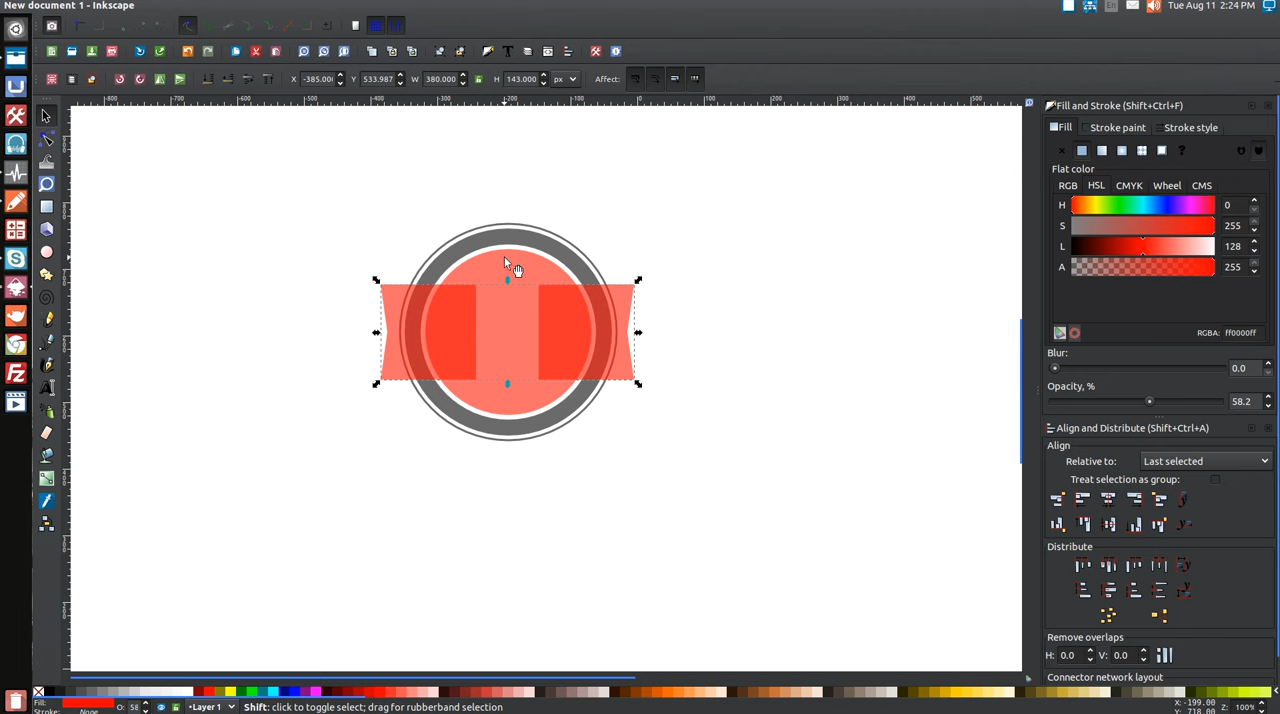 New document 1 - Inkscape
En
Tue Aug 11 2:24 PM
X -385.00 Y 533.987 W 380.000 H 143.000 px Affect:
-800 -700 -600 -500 -400 -300 -200 -100 0 100 200 300 400 500
Fill and Stroke (Shift+Ctrl+F)
Fill Stroke paint Stroke style
?
Flat color
RGB HSL CMYK Wheel CMS
H 0
S 255
L 128
A 255
RGBA: ff0000ff
Blur:
0.0
Opacity, %
58.2
Align and Distribute (Shift+Ctrl+A)
Align
Relative to: Last selected
Treat selection as group:
Distribute
Remove overlaps
H: 0.0 V: 0.0
Connector network layout
Fill:
Stroke: None
O: 58
Layer 1
Shift: click to toggle select; drag for rubberband selection
X: -199.00
Y: 718.00
Z: 100%